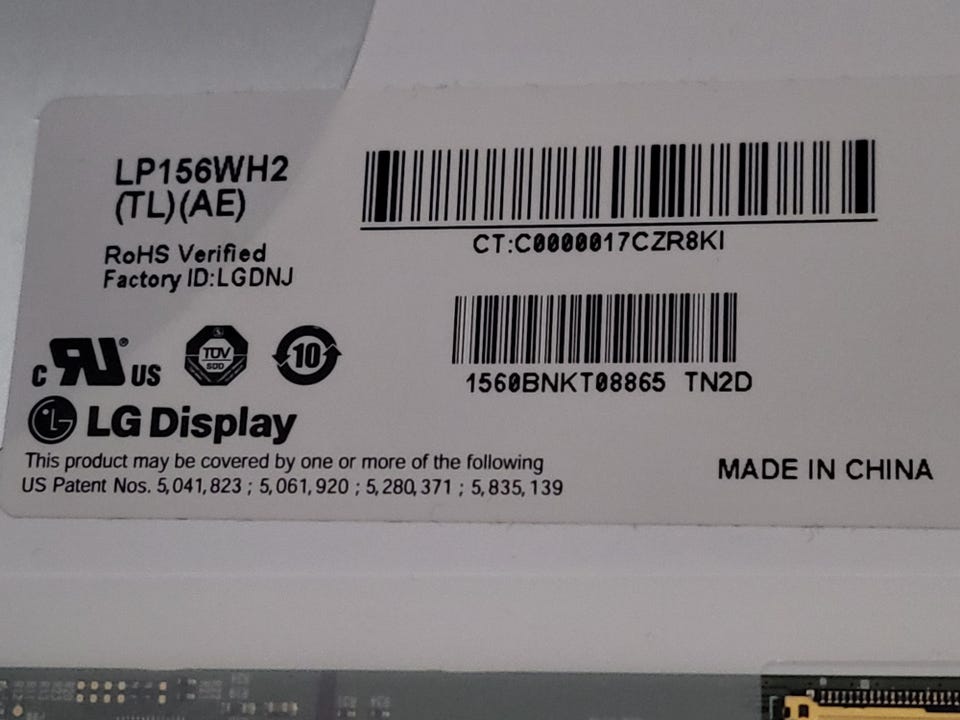 LP156WH2
(TL)(AE)
RoHS Verified
Factory ID:LGDNJ
CT:C0000017CZR8KI
1560BNKT08865 TN2D
c RU ® US
TÜV
SÜD
10
LG Display
This product may be covered by one or more of the following
US Patent Nos. 5,041,823 ; 5,061,920 ; 5,280,371 ; 5,835,139
MADE IN CHINA